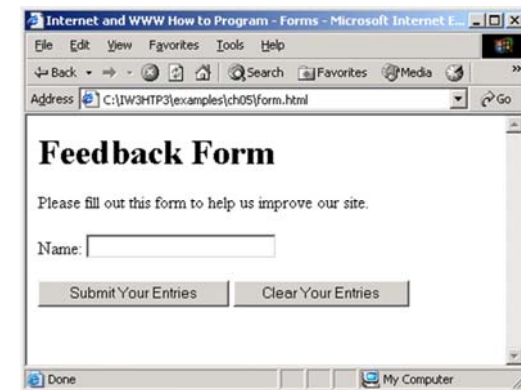 Internet and WWW How to Program - Forms - Microsoft Internet E...
File Edit View Favorites Tools Help
Back Search Favorites Media »
Address C:\IW3HTP3\examples\ch05\form.html Go
Feedback Form
Please fill out this form to help us improve our site.
Name:
Submit Your Entries Clear Your Entries
Done My Computer